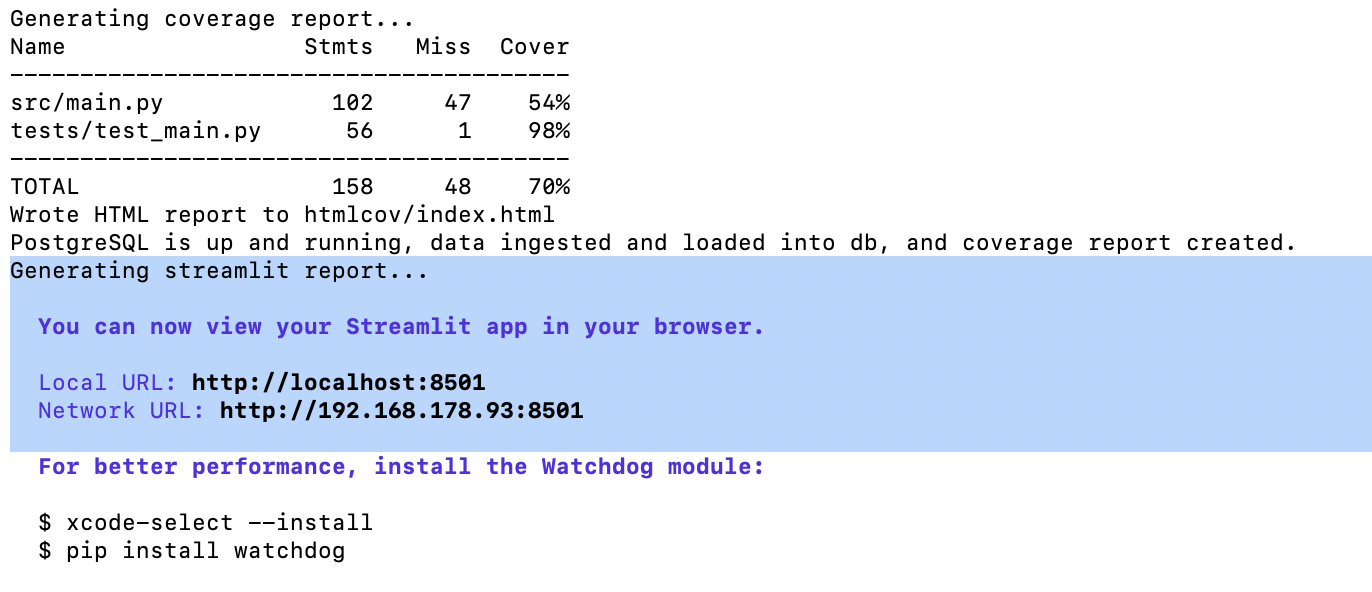 Generating coverage report...
Name                 Stmts   Miss  Cover
----------------------------------------
src/main.py            102     47    54%
tests/test_main.py      56      1    98%
----------------------------------------
TOTAL                  158     48    70%
Wrote HTML report to htmlcov/index.html
PostgreSQL is up and running, data ingested and loaded into db, and coverage report created.
Generating streamlit report...
You can now view your Streamlit app in your browser.
Local URL: http://localhost:8501
Network URL: http://192.168.178.93:8501
For better performance, install the Watchdog module:
$ xcode-select --install
$ pip install watchdog